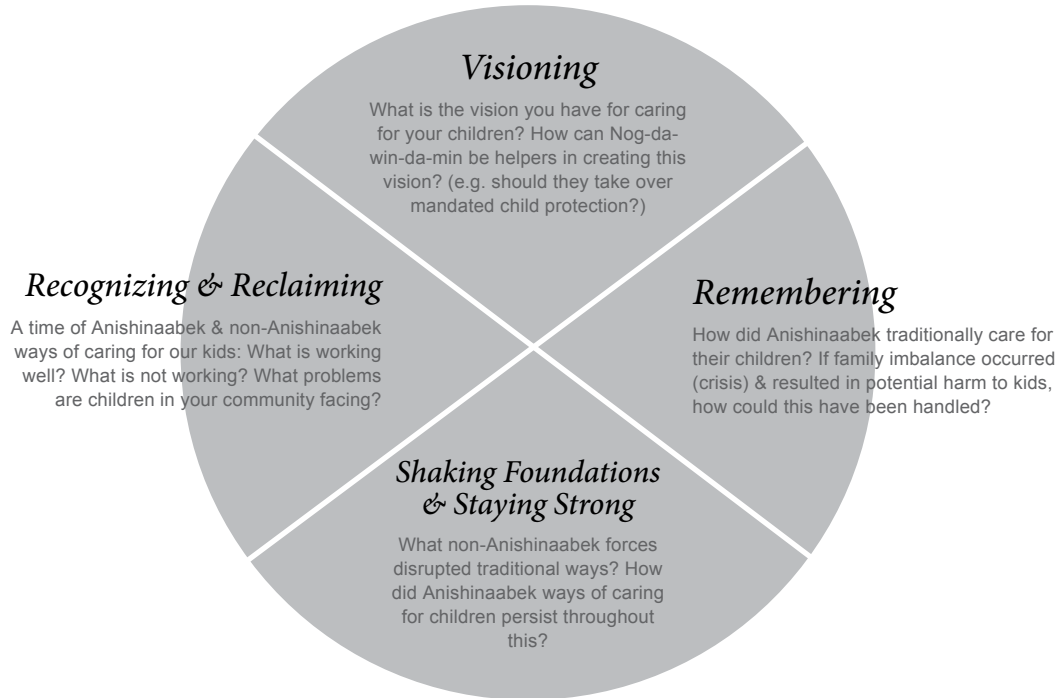 Visioning
What is the vision you have for caring
for your children? How can Nog-da-
win-da-min be helpers in creating this
vision? (e.g. should they take over
mandated child protection?)
Recognizing & Reclaiming
A time of Anishinaabek & non-Anishinaabek
ways of caring for our kids: What is working
well? What is not working? What problems
are children in your community facing?
Remembering
How did Anishinaabek traditionally care for
their children? If family imbalance occurred
(crisis) & resulted in potential harm to kids,
how could this have been handled?
Shaking Foundations
& Staying Strong
What non-Anishinaabek forces
disrupted traditional ways? How
did Anishinaabek ways of caring
for children persist throughout
this?